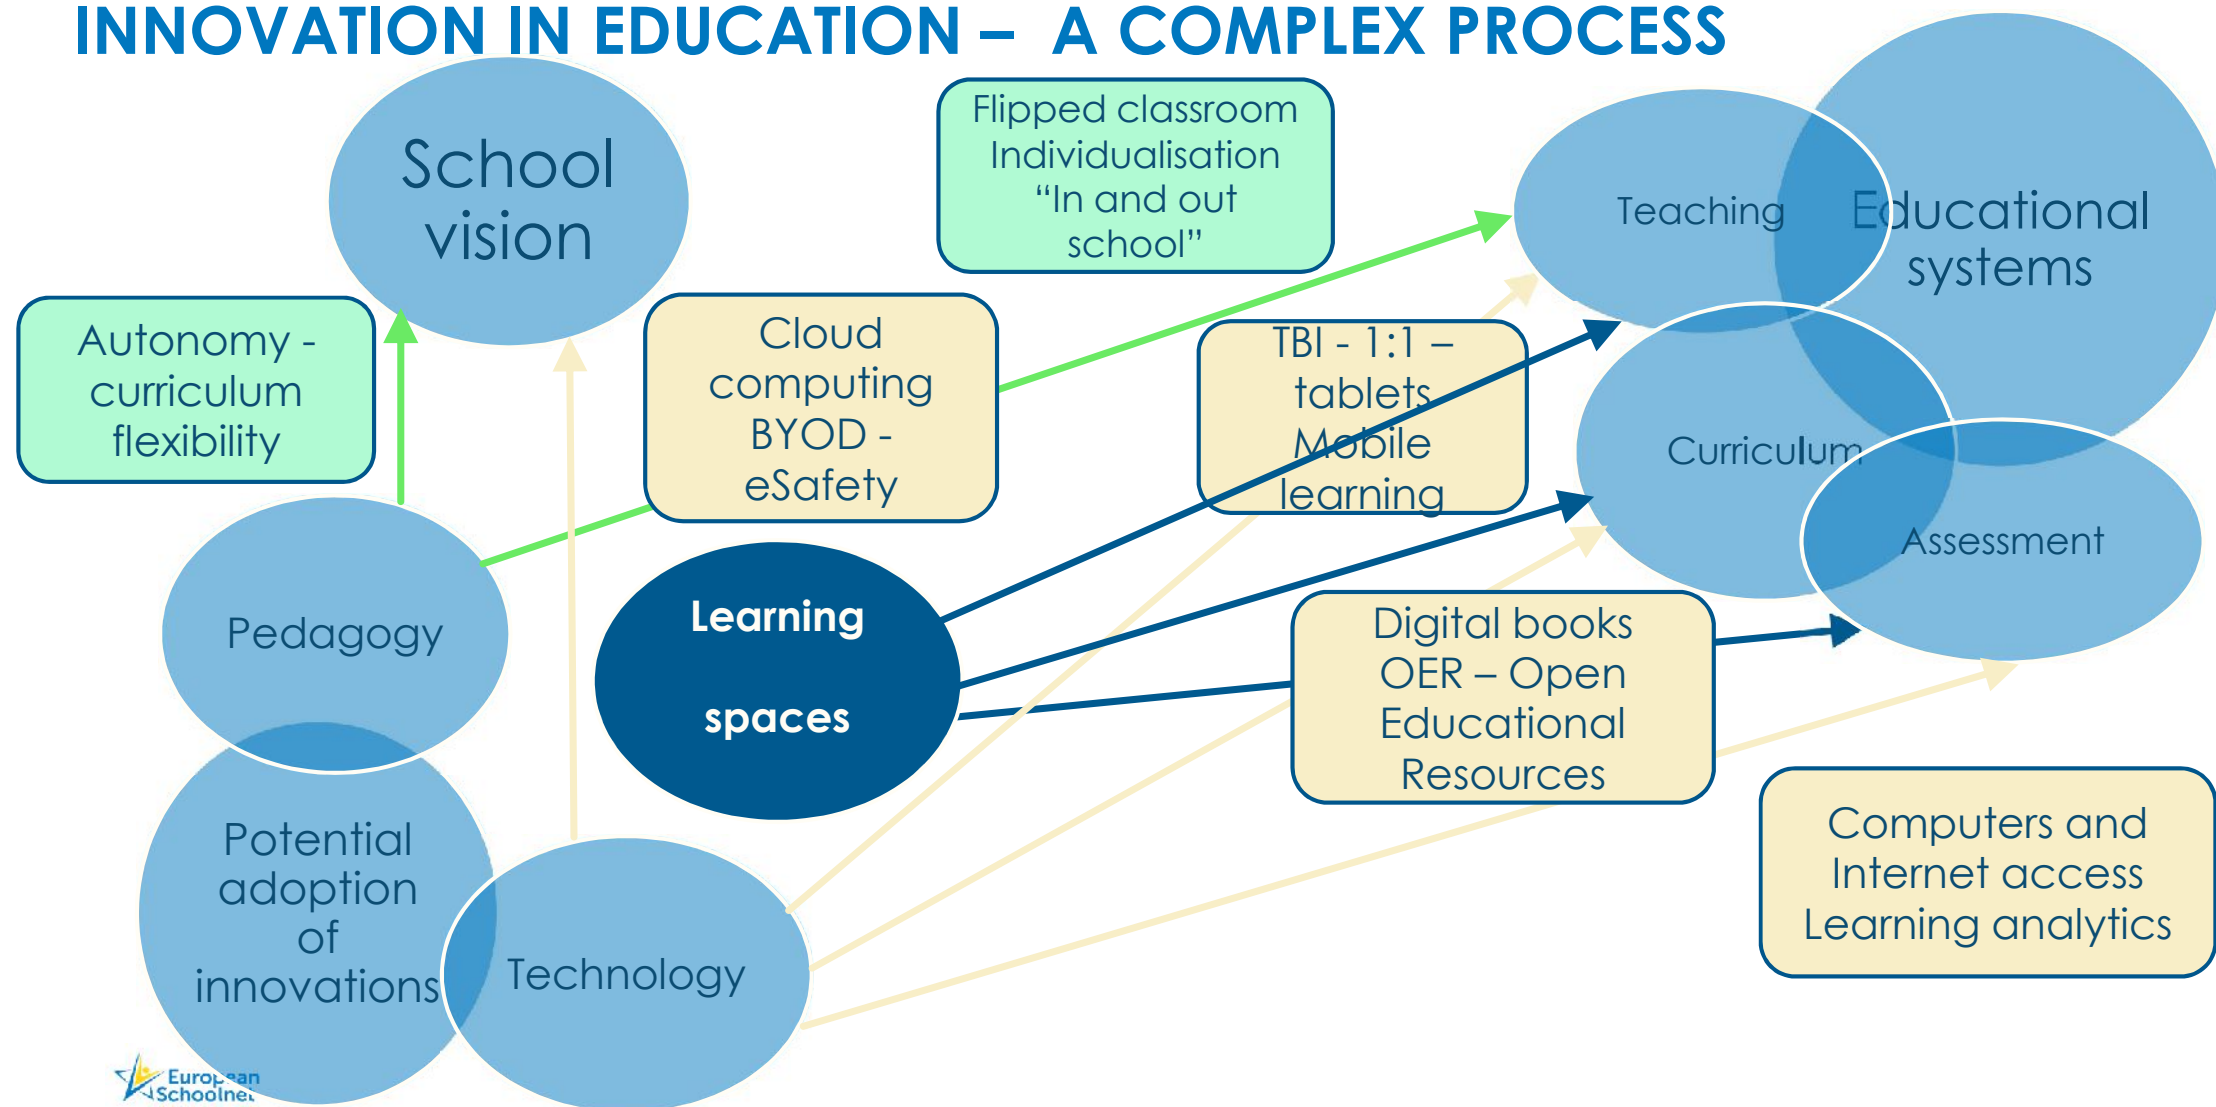 INNOVATION IN EDUCATION – A COMPLEX PROCESS
School
vision
Flipped classroom
Individualisation
“In and out
school”
Teaching
Educational
systems
Autonomy -
curriculum
flexibility
Cloud
computing
BYOD -
eSafety
TBI - 1:1 –
tablets
Mobile
learning
Curriculum
Assessment
Pedagogy
Learning
spaces
Digital books
OER – Open
Educational
Resources
Potential
adoption
of
innovations
Technology
Computers and
Internet access
Learning analytics
European
Schoolnet